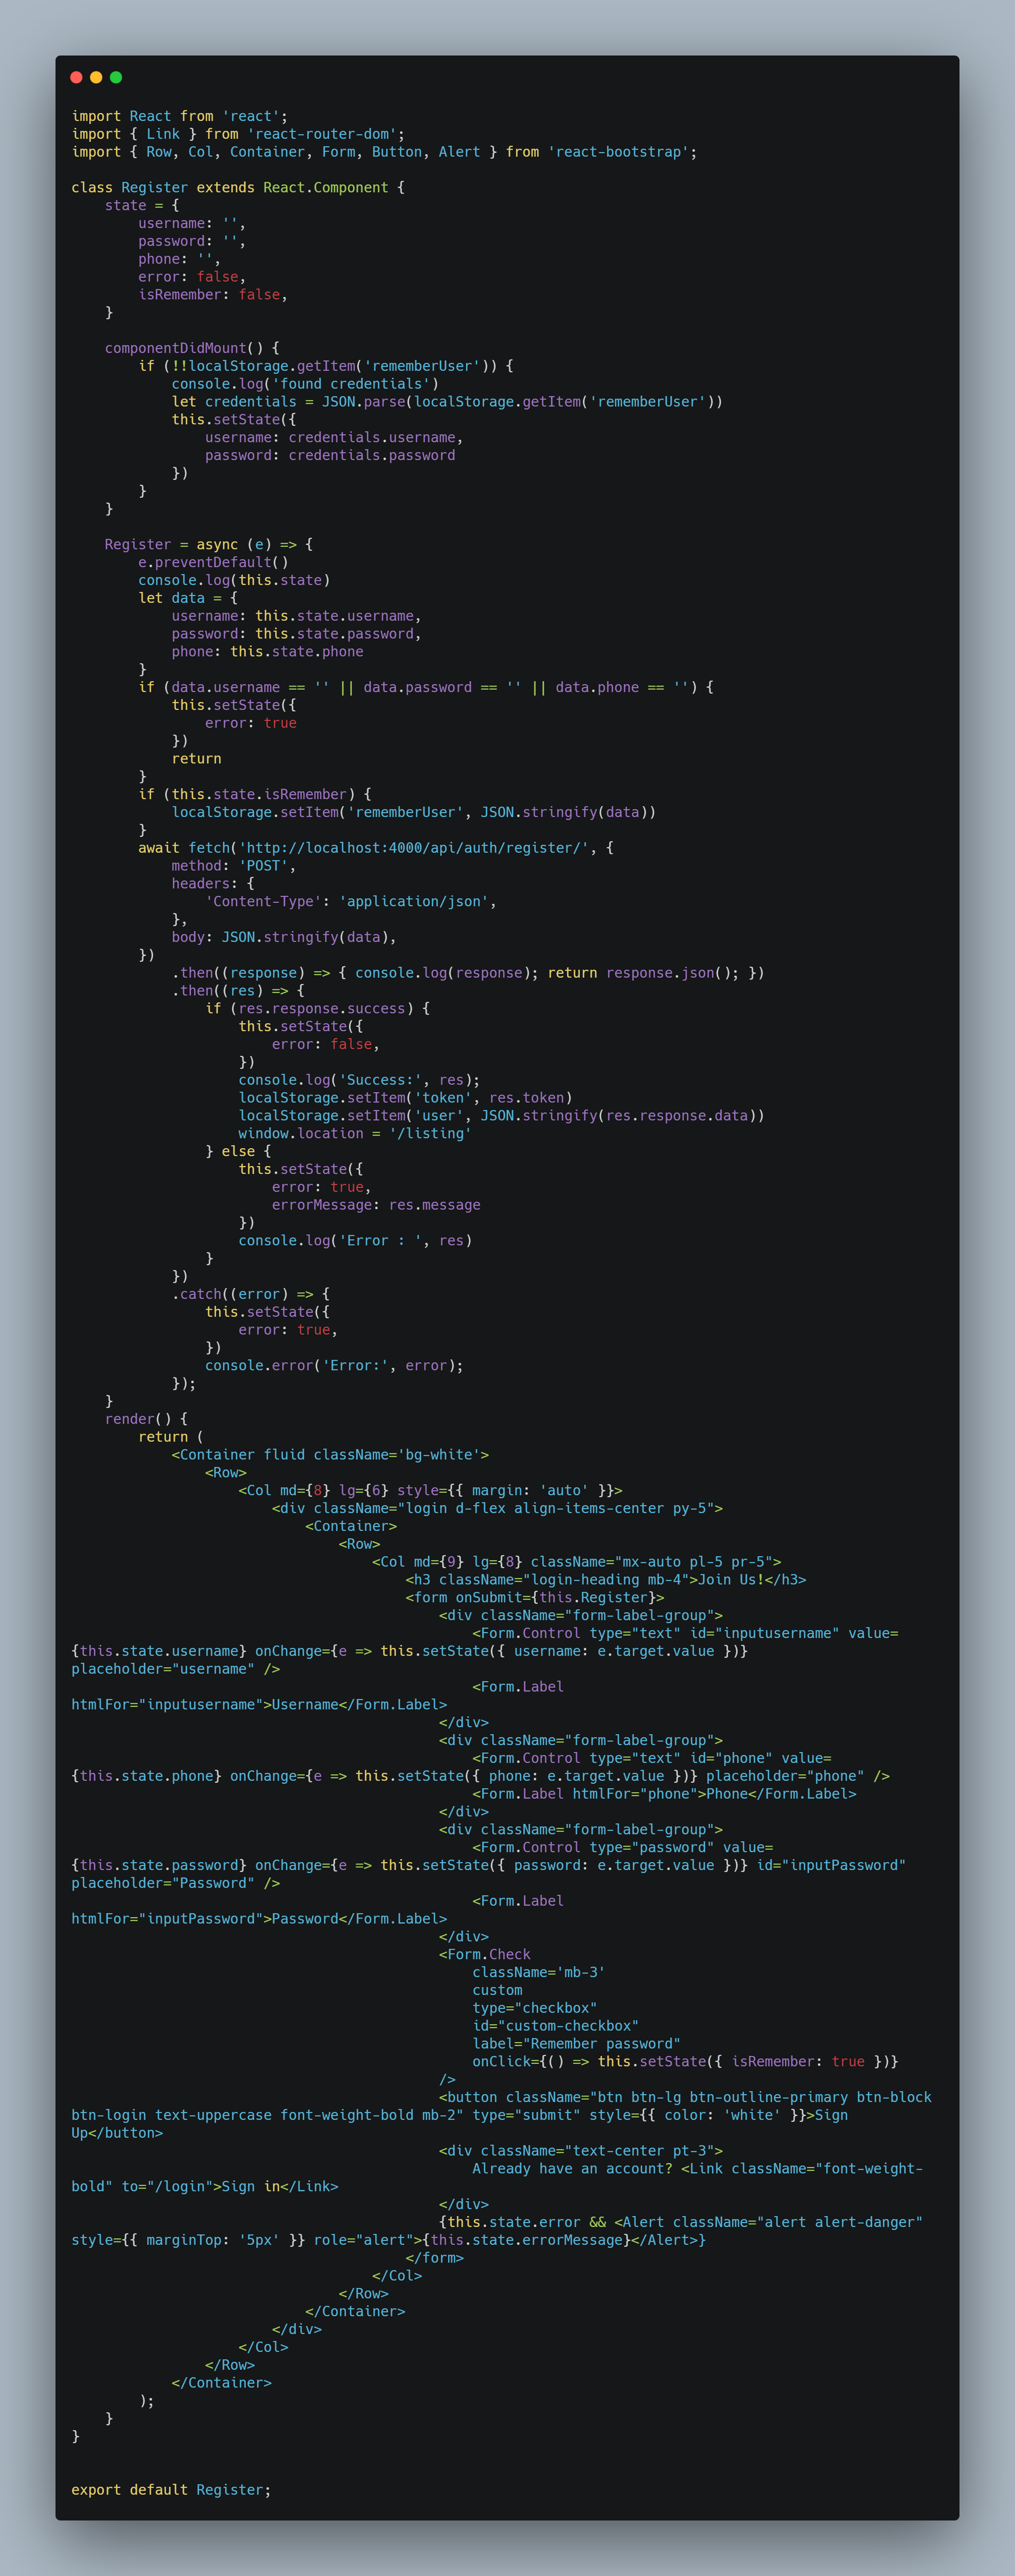 import React from 'react';
import { Link } from 'react-router-dom';
import { Row, Col, Container, Form, Button, Alert } from 'react-bootstrap';

class Register extends React.Component {
    state = {
        username: '',
        password: '',
        phone: '',
        error: false,
        isRemember: false,
    }

    componentDidMount() {
        if (!!localStorage.getItem('rememberUser')) {
            console.log('found credentials')
            let credentials = JSON.parse(localStorage.getItem('rememberUser'))
            this.setState({
                username: credentials.username,
                password: credentials.password
            })
        }
    }

    Register = async (e) => {
        e.preventDefault()
        console.log(this.state)
        let data = {
            username: this.state.username,
            password: this.state.password,
            phone: this.state.phone
        }
        if (data.username == '' || data.password == '' || data.phone == '') {
            this.setState({
                error: true
            })
            return
        }
        if (this.state.isRemember) {
            localStorage.setItem('rememberUser', JSON.stringify(data))
        }
        await fetch('http://localhost:4000/api/auth/register/', {
            method: 'POST',
            headers: {
                'Content-Type': 'application/json',
            },
            body: JSON.stringify(data),
        })
            .then((response) => { console.log(response); return response.json(); })
            .then((res) => {
                if (res.response.success) {
                    this.setState({
                        error: false,
                    })
                    console.log('Success:', res);
                    localStorage.setItem('token', res.token)
                    localStorage.setItem('user', JSON.stringify(res.response.data))
                    window.location = '/listing'
                } else {
                    this.setState({
                        error: true,
                        errorMessage: res.message
                    })
                    console.log('Error : ', res)
                }
            })
            .catch((error) => {
                this.setState({
                    error: true,
                })
                console.error('Error:', error);
            });
    }
    render() {
        return (
            <Container fluid className='bg-white'>
                <Row>
                    <Col md={8} lg={6} style={{ margin: 'auto' }}>
                        <div className="login d-flex align-items-center py-5">
                            <Container>
                                <Row>
                                    <Col md={9} lg={8} className="mx-auto pl-5 pr-5">
                                        <h3 className="login-heading mb-4">Join Us!</h3>
                                        <form onSubmit={this.Register}>
                                            <div className="form-label-group">
                                                <Form.Control type="text" id="inputusername" value=
{this.state.username} onChange={e => this.setState({ username: e.target.value })}
placeholder="username" />
                                                <Form.Label
htmlFor="inputusername">Username</Form.Label>
                                            </div>
                                            <div className="form-label-group">
                                                <Form.Control type="text" id="phone" value=
{this.state.phone} onChange={e => this.setState({ phone: e.target.value })} placeholder="phone" />
                                                <Form.Label htmlFor="phone">Phone</Form.Label>
                                            </div>
                                            <div className="form-label-group">
                                                <Form.Control type="password" value=
{this.state.password} onChange={e => this.setState({ password: e.target.value })} id="inputPassword"
placeholder="Password" />
                                                <Form.Label
htmlFor="inputPassword">Password</Form.Label>
                                            </div>
                                            <Form.Check
                                                className='mb-3'
                                                custom
                                                type="checkbox"
                                                id="custom-checkbox"
                                                label="Remember password"
                                                onClick={() => this.setState({ isRemember: true })}
                                            />
                                            <button className="btn btn-lg btn-outline-primary btn-block
btn-login text-uppercase font-weight-bold mb-2" type="submit" style={{ color: 'white' }}>Sign
Up</button>
                                            <div className="text-center pt-3">
                                                Already have an account? <Link className="font-weight-
bold" to="/login">Sign in</Link>
                                            </div>
                                            {this.state.error && <Alert className="alert alert-danger"
style={{ marginTop: '5px' }} role="alert">{this.state.errorMessage}</Alert>}
                                        </form>
                                    </Col>
                                </Row>
                            </Container>
                        </div>
                    </Col>
                </Row>
            </Container>
        );
    }
}


export default Register;